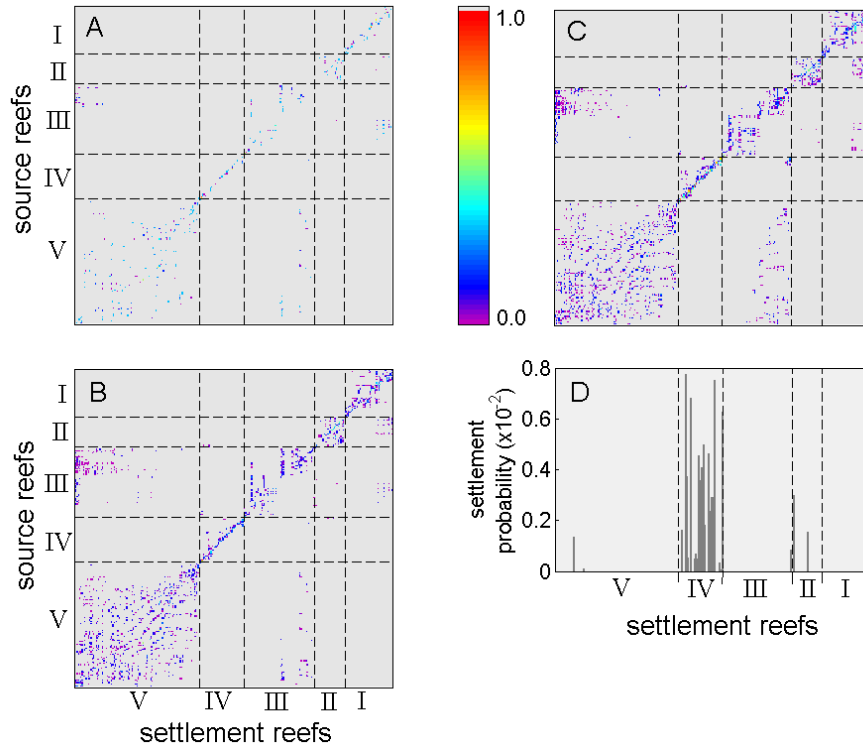 A
I
II
III
IV
V
source reefs
1.0
0.0
C
B
I
II
III
IV
V
source reefs
V
IV
III
II
I
settlement reefs
D
0.8
0.6
0.4
0.2
0
settlement
probability (x10⁻²)
V
IV
III
II
I
settlement reefs